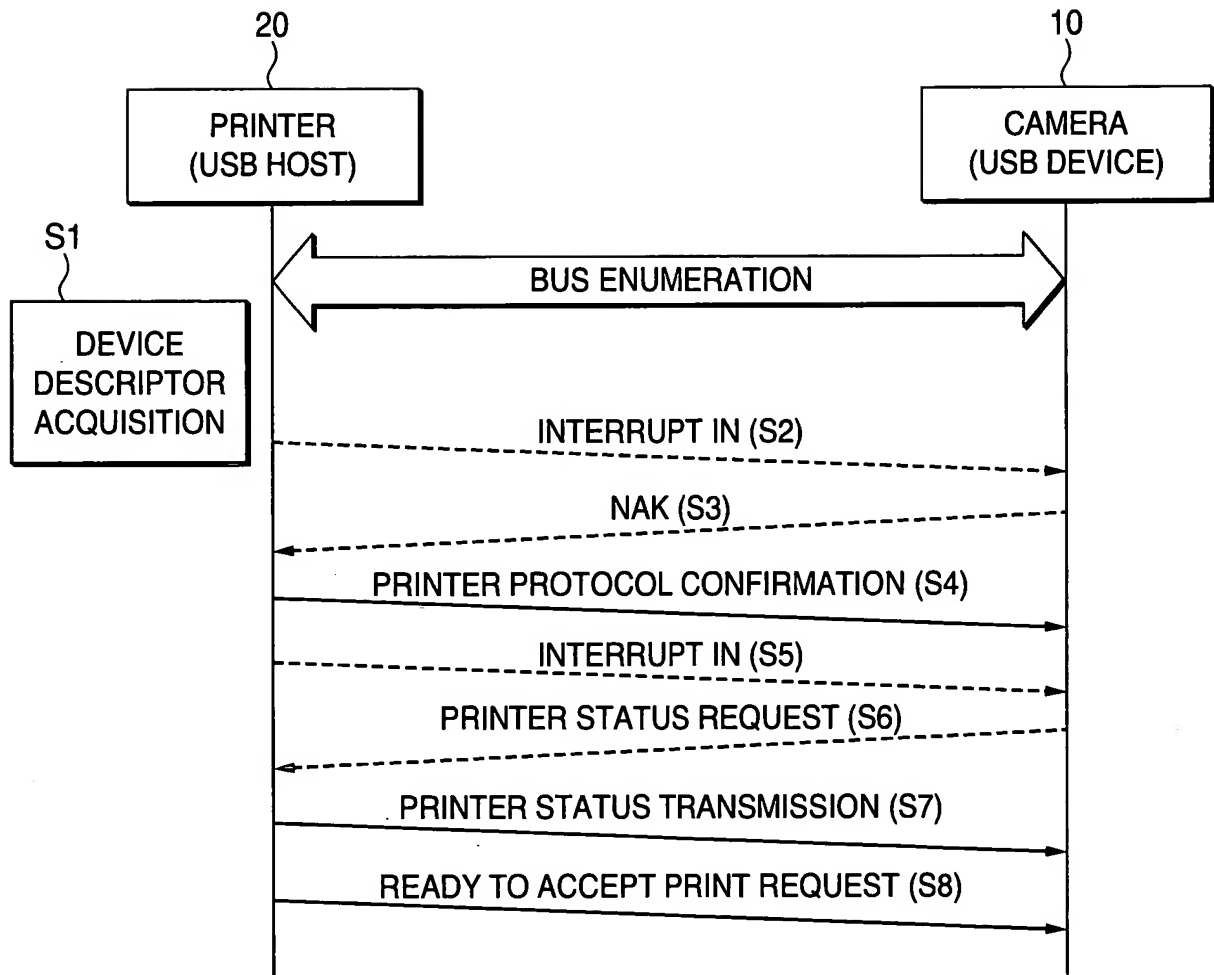 20
10
PRINTER
(USB HOST)
CAMERA
(USB DEVICE)
S1
BUS ENUMERATION
DEVICE
DESCRIPTOR
ACQUISITION
INTERRUPT IN (S2)
NAK (S3)
PRINTER PROTOCOL CONFIRMATION (S4)
INTERRUPT IN (S5)
PRINTER STATUS REQUEST (S6)
PRINTER STATUS TRANSMISSION (S7)
READY TO ACCEPT PRINT REQUEST (S8)